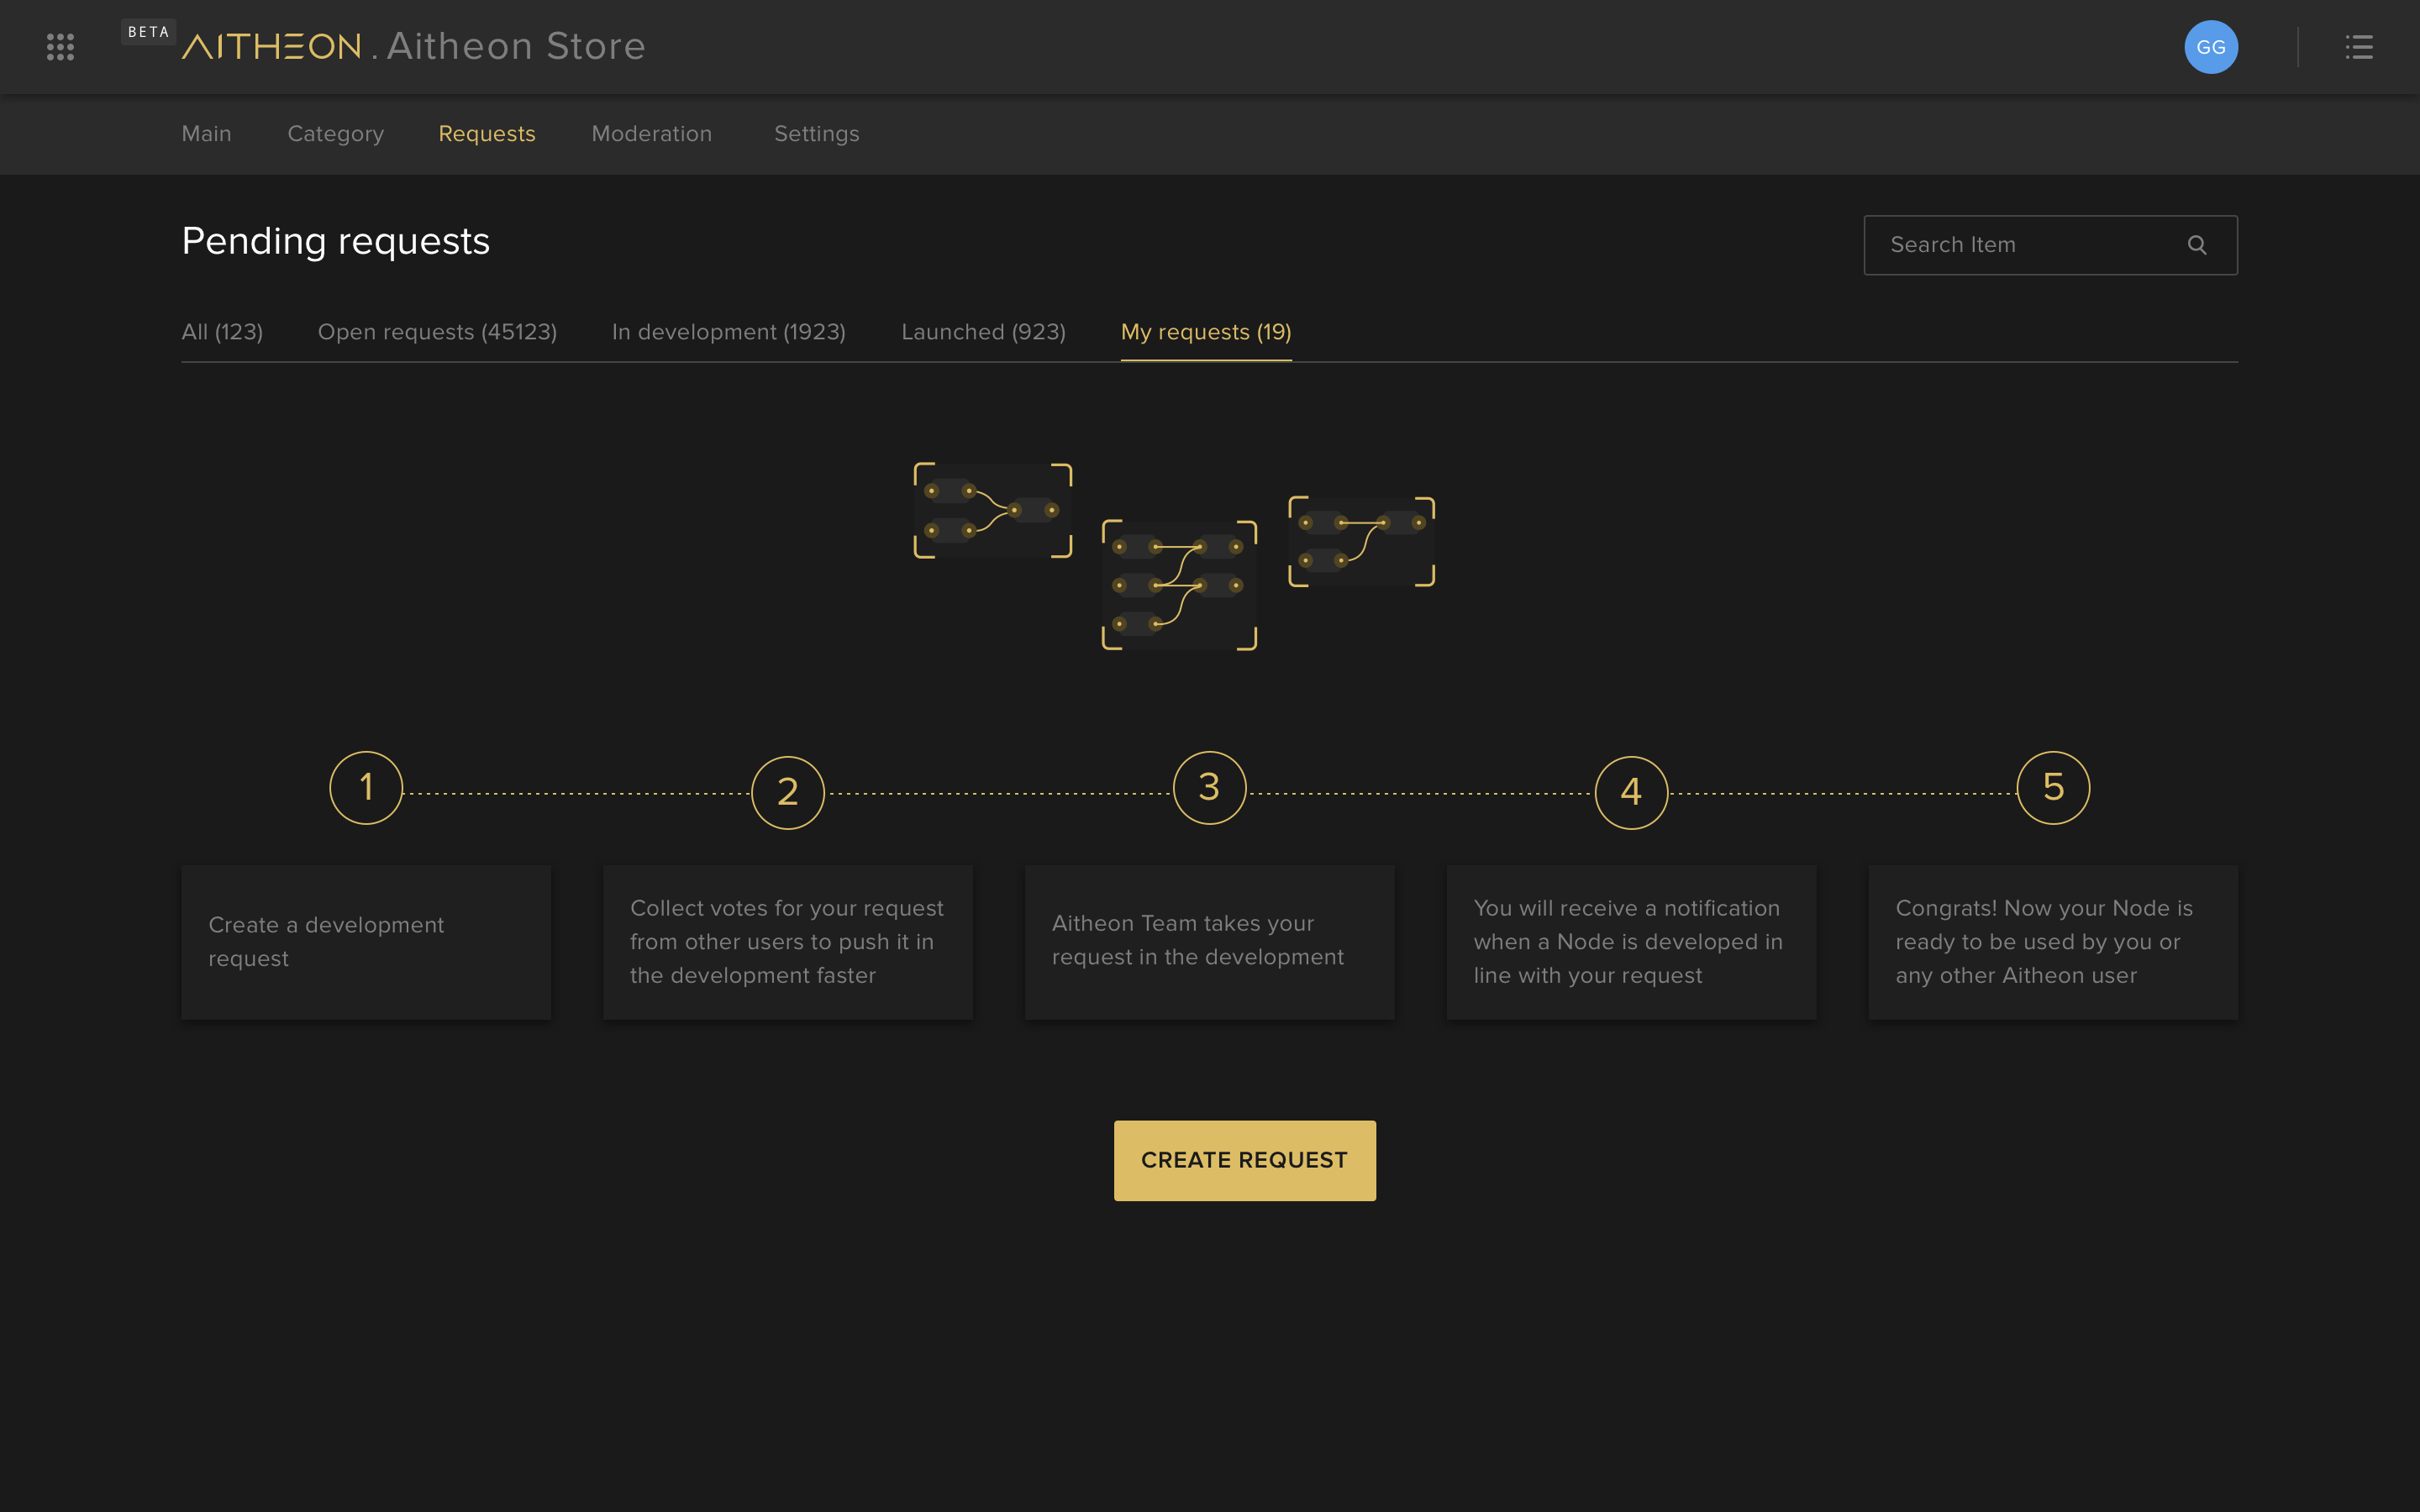 BETA
AITHEON . Aitheon Store
GG
Main Category Requests Moderation Settings
Pending requests
Search Item
All (123) Open requests (45123) In development (1923) Launched (923) My requests (19)
1 2 3 4 5
Create a development
request
Collect votes for your request
from other users to push it in
the development faster
Aitheon Team takes your
request in the development
You will receive a notification
when a Node is developed in
line with your request
Congrats! Now your Node is
ready to be used by you or
any other Aitheon user
CREATE REQUEST